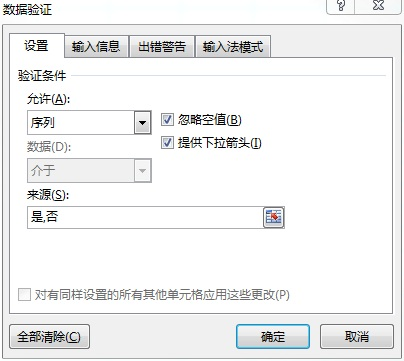 数据验证
设置 输入信息 出错警告 输入法模式
验证条件
允许(A):
序列 忽略空值(B)
提供下拉箭头(I)
数据(D):
介于
来源(S):
是,否
对有同样设置的所有其他单元格应用这些更改(P)
全部清除(C) 确定 取消